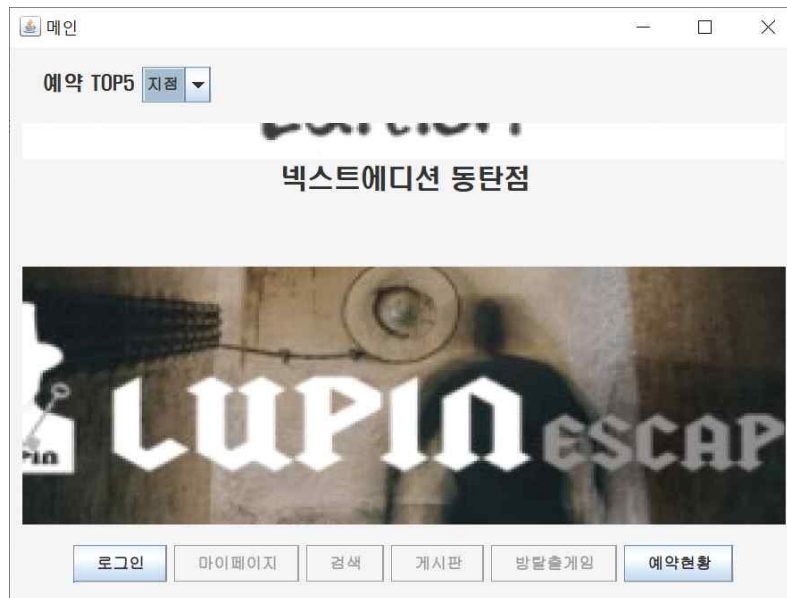 메인
예약 TOP5 지점
넥스트에디션 동탄점
LUPIN ESCAP
PIN
로그인 마이페이지 검색 게시판 방탈출게임 예약현황